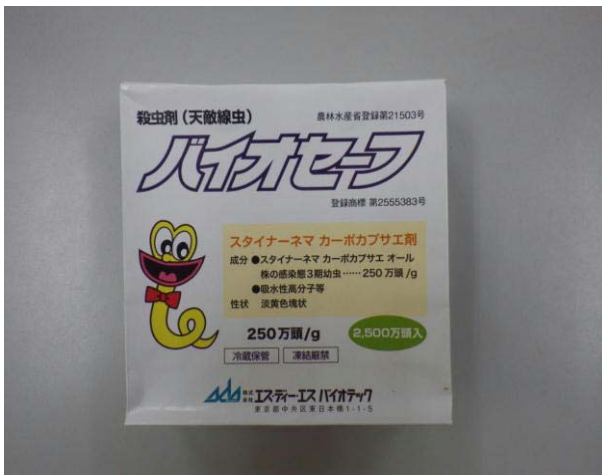 殺虫剤(天敵線虫)
農林水産省登録第21503号
バイオセーフ
登録商標 第2555383号
スタイナーネマ カーポカプサエ剤
成分 ●スタイナーネマ カーポカプサエ オール
株の感染態3期幼虫……250万頭/g
●吸水性高分子等
性状 淡黄色塊状
250万頭/g
2,500万頭入
冷蔵保管 凍結厳禁
株式会社 エス・ディー・エス バイオテック
東京都中央区東日本橋1-1-5